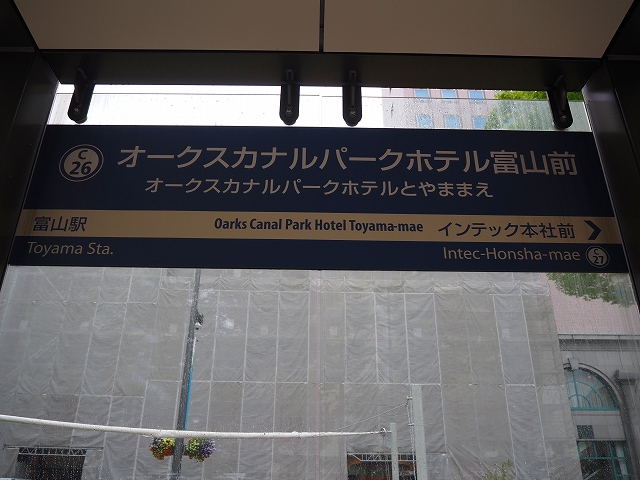 C
26
オークスカナルパークホテル富山前
オークスカナルパークホテルとやままえ
富山駅 Oarks Canal Park Hotel Toyama-mae インテック本社前
Toyama Sta. Intec-Honsha-mae C 27